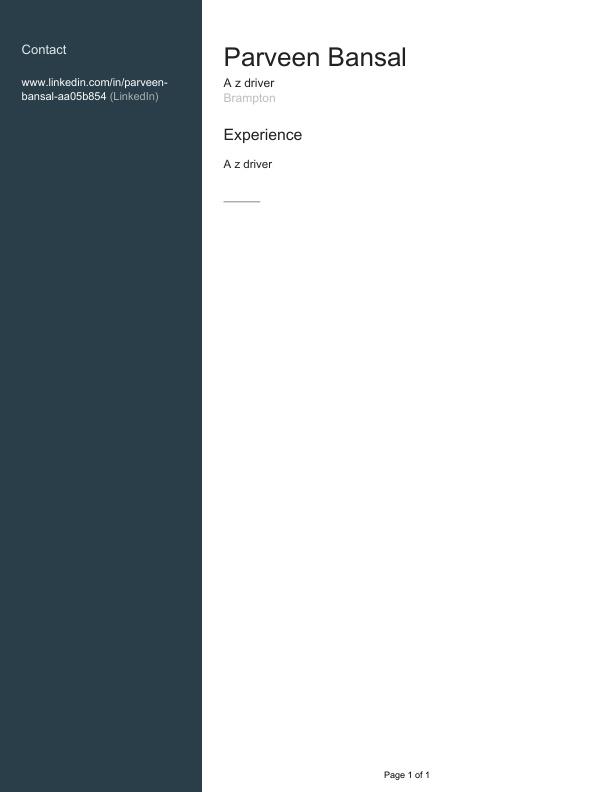 Contact
www.linkedin.com/in/parveen-
bansal-aa05b854 (LinkedIn)
Parveen Bansal
A z driver
Brampton
Experience
A z driver
Page 1 of 1